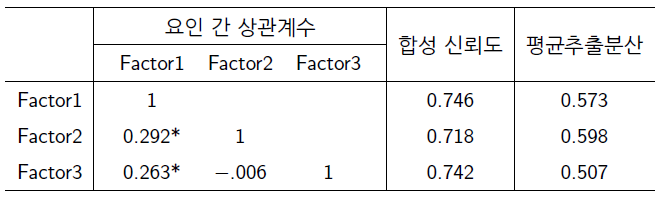 요인 간 상관계수 합성 신뢰도 평균추출분산
Factor1 Factor2 Factor3
Factor1 1 0.746 0.573
Factor2 0.292* 1 0.718 0.598
Factor3 0.263* −.006 1 0.742 0.507